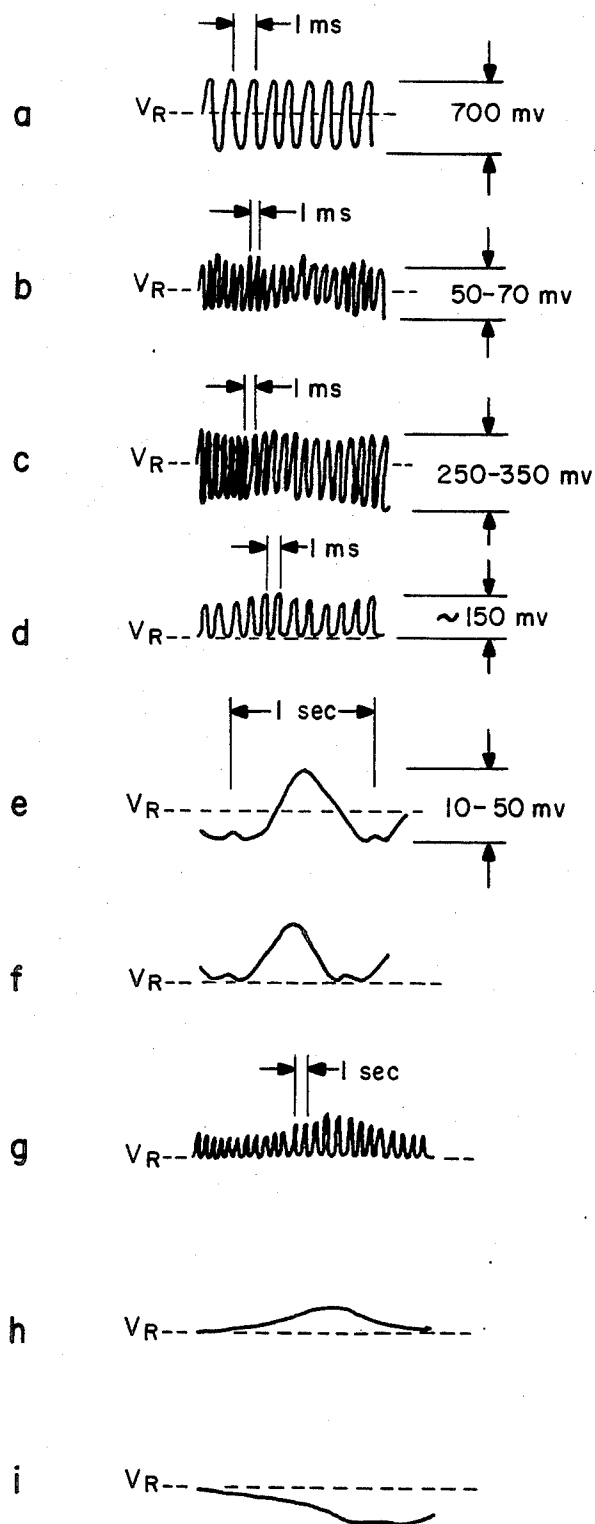 1 ms
a
VR
700 mv
1 ms
b
VR
50-70 mv
1 ms
c
VR
250-350 mv
1 ms
d
VR
~150 mv
1 sec
e
VR
10-50 mv
f
VR
1 sec
g
VR
h
VR
i
VR